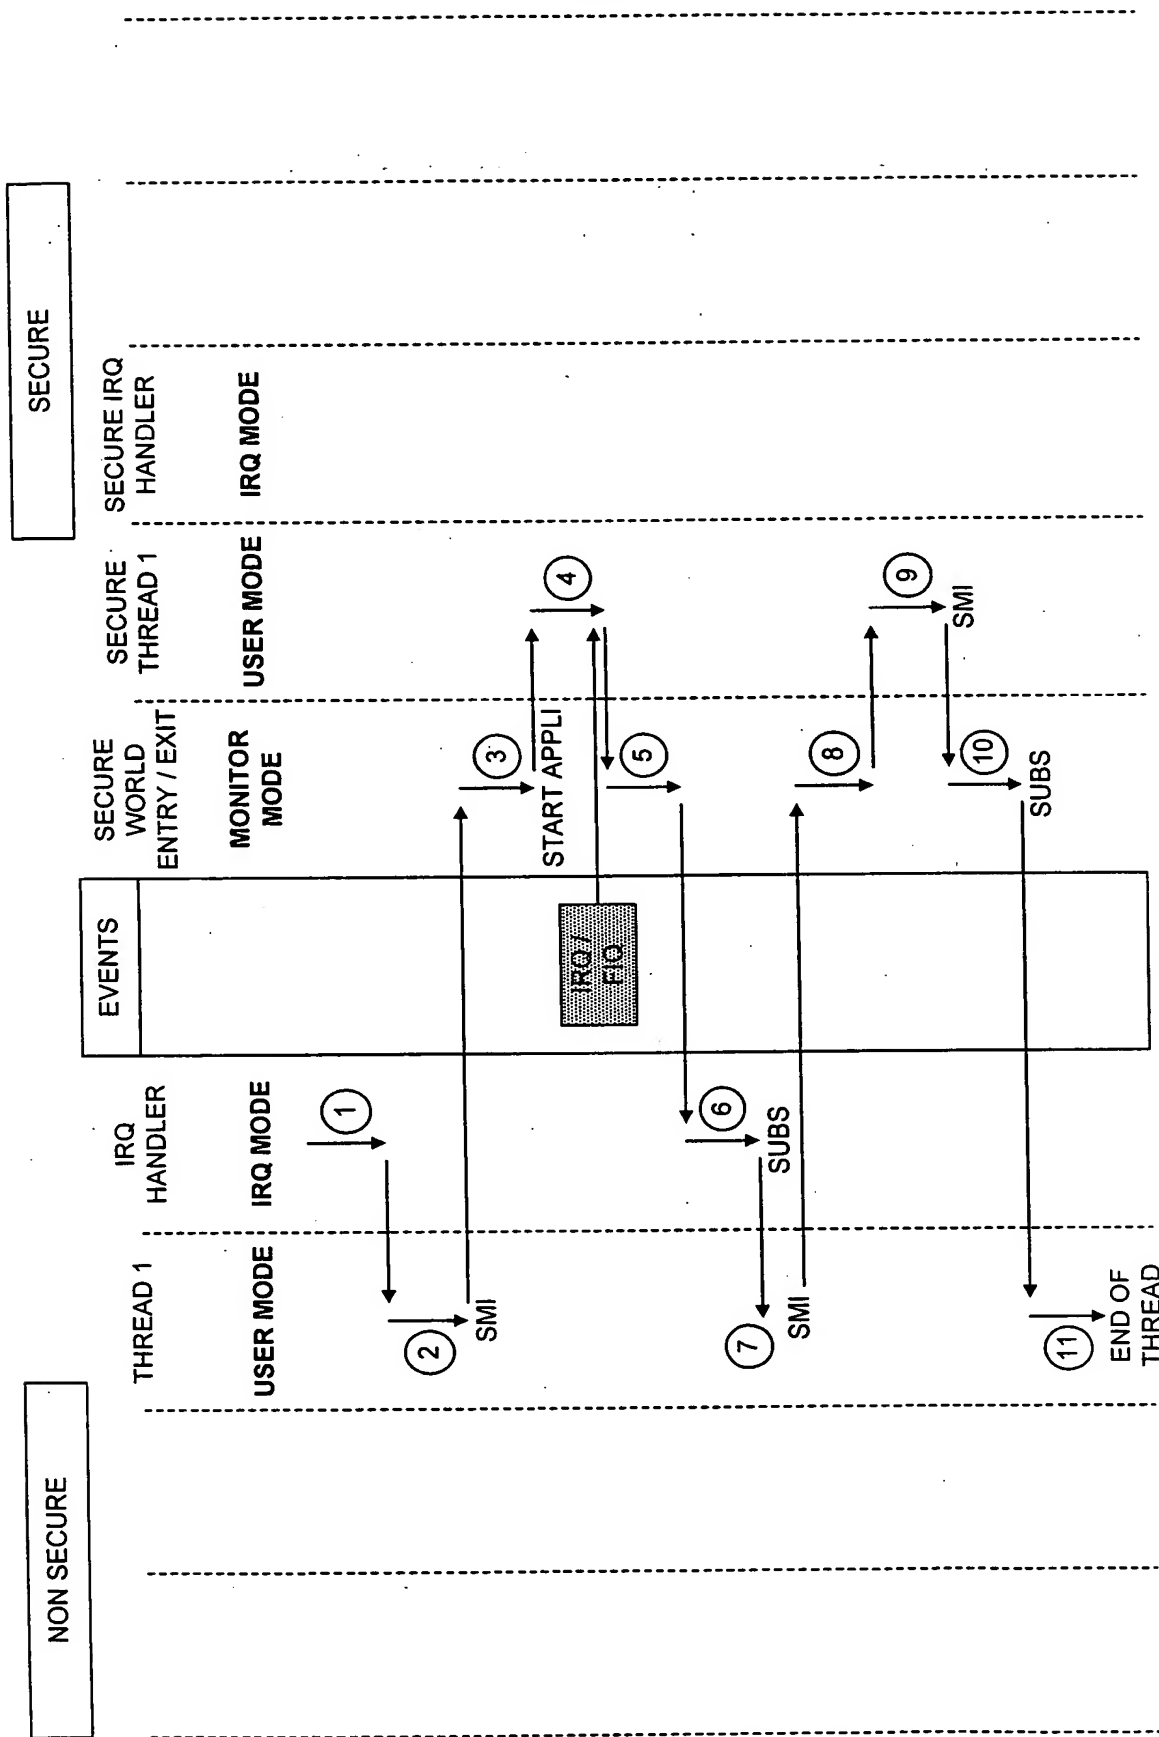 NON SECURE
SECURE
THREAD 1
USER MODE
IRQ
HANDLER
IRQ MODE
EVENTS
SECURE
WORLD
ENTRY / EXIT
MONITOR
MODE
SECURE
THREAD 1
USER MODE
SECURE IRQ
HANDLER
IRQ MODE
1
2
SMI
3
START APPLI
4
IRQ /
FIQ
5
6
SUBS
7
SMI
8
9
SMI
10
SUBS
11
END OF
THREAD